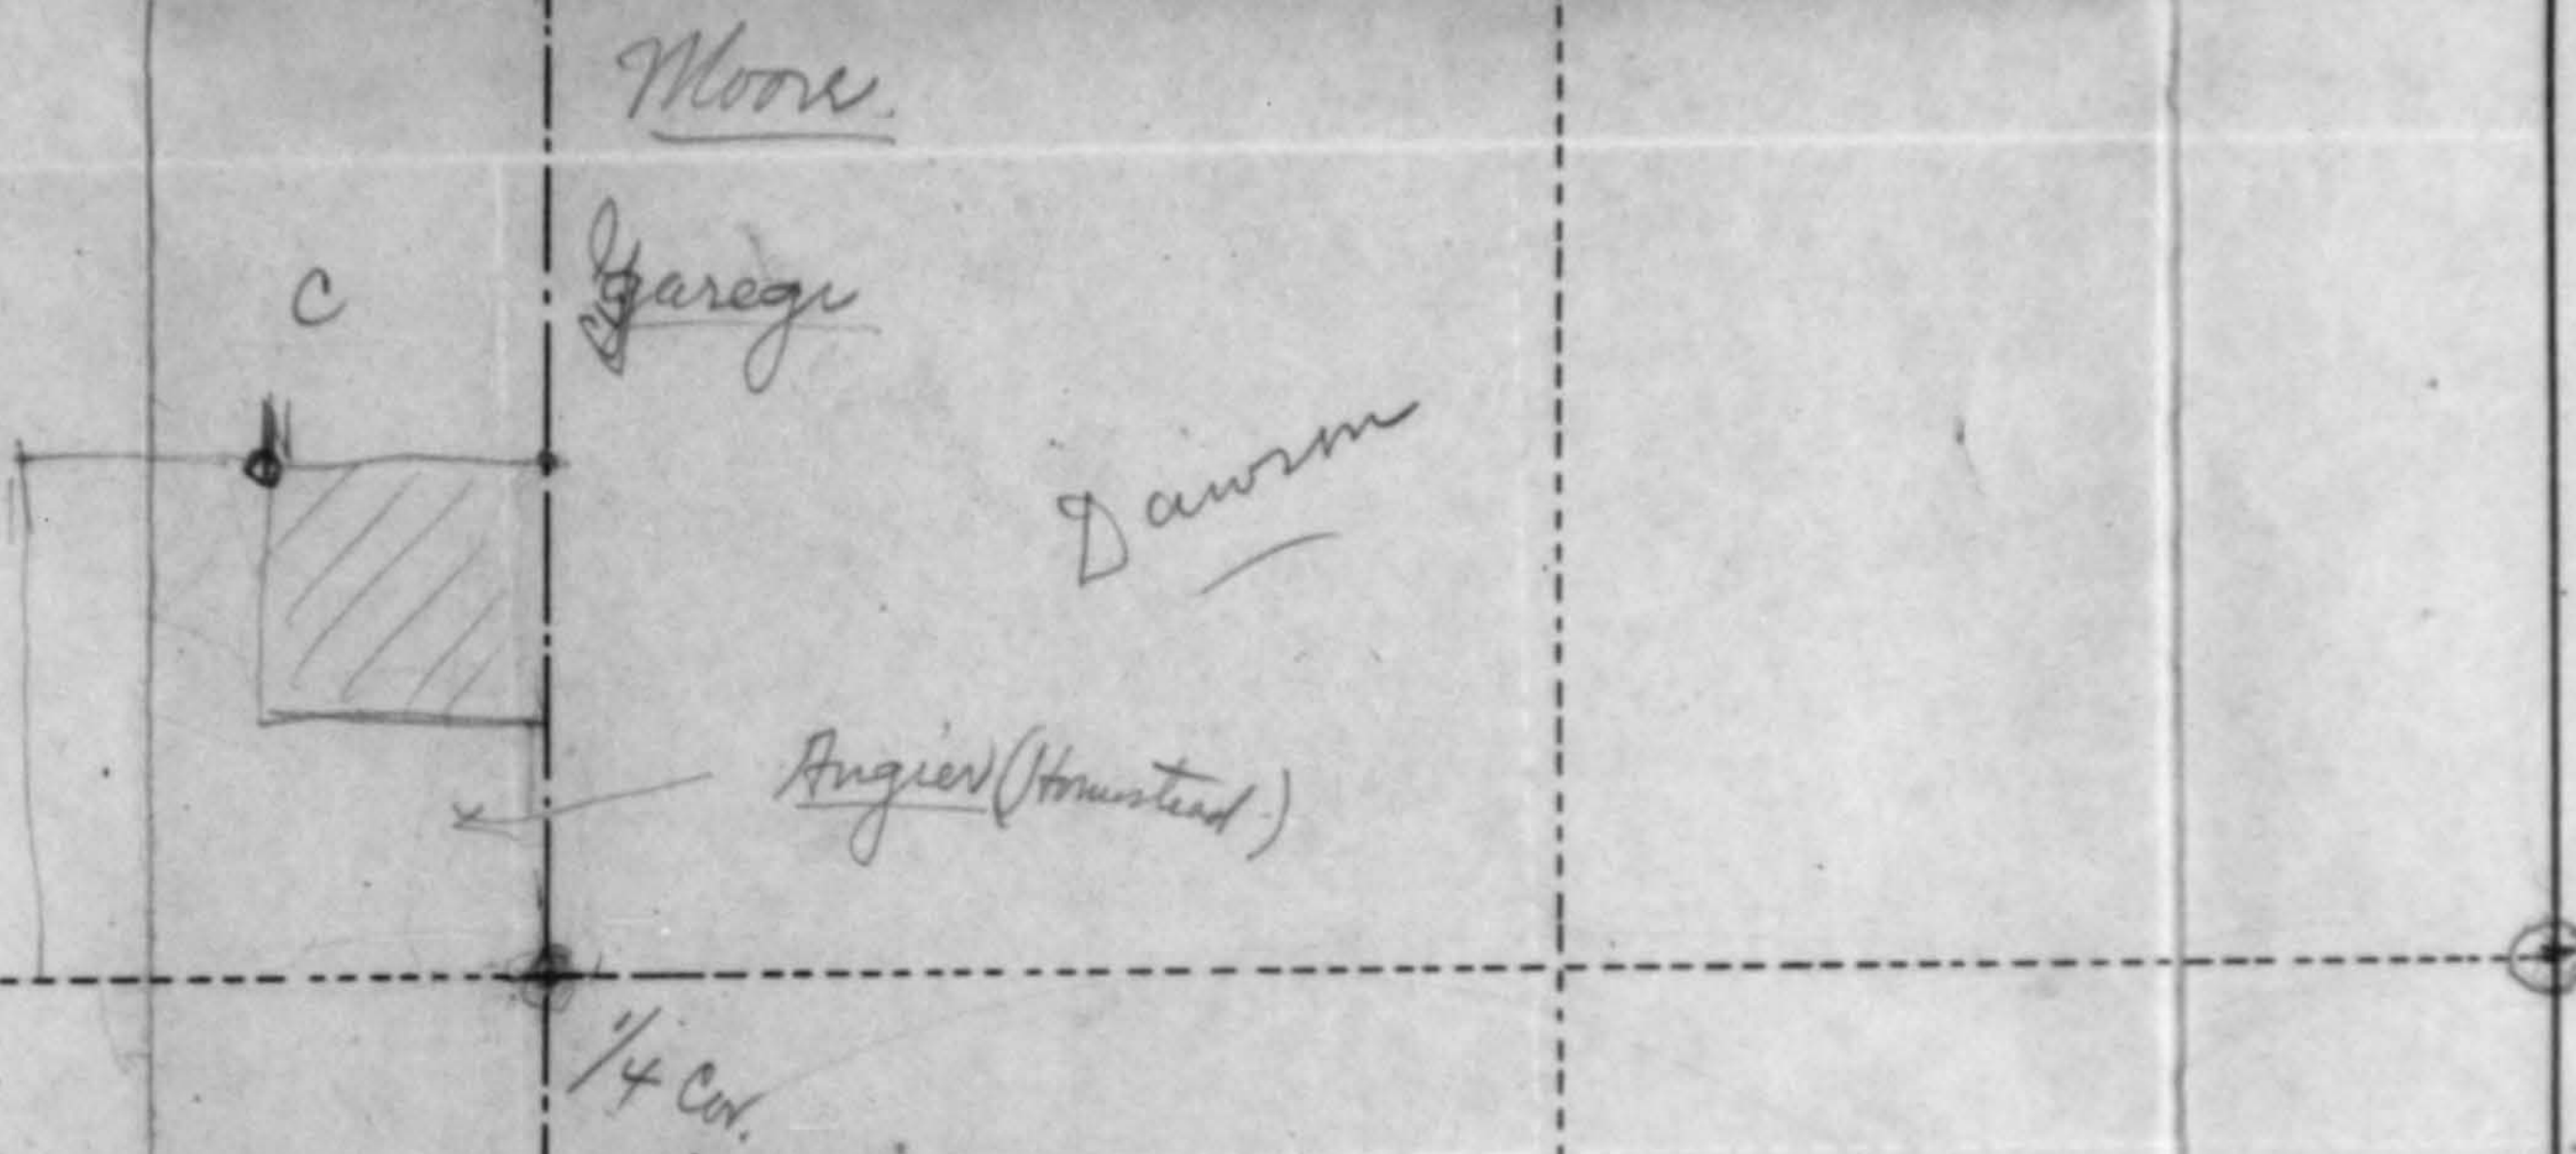 Moore
C
Garege
Dawson
Angier (Homestead)
1/4 Cor.